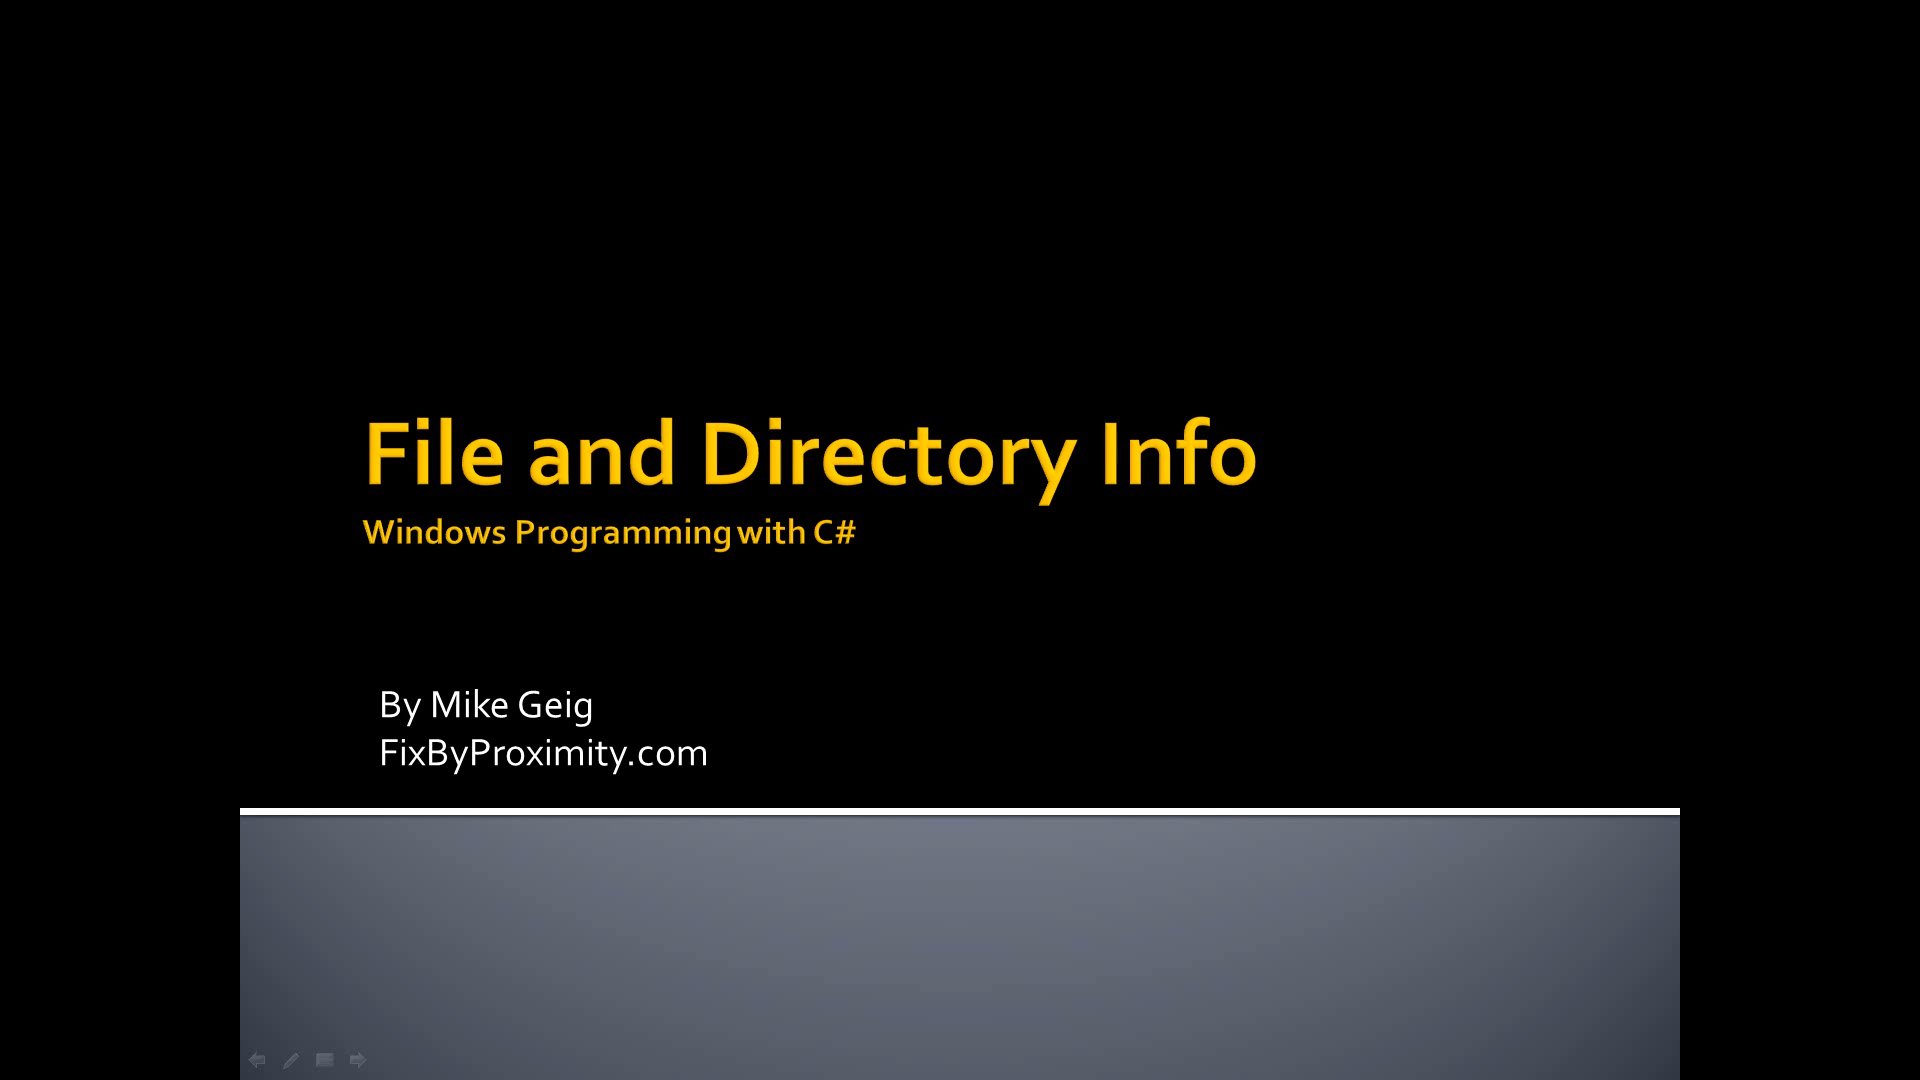 File and Directory Info
Windows Programming with C#
By Mike Geig
FixByProximity.com